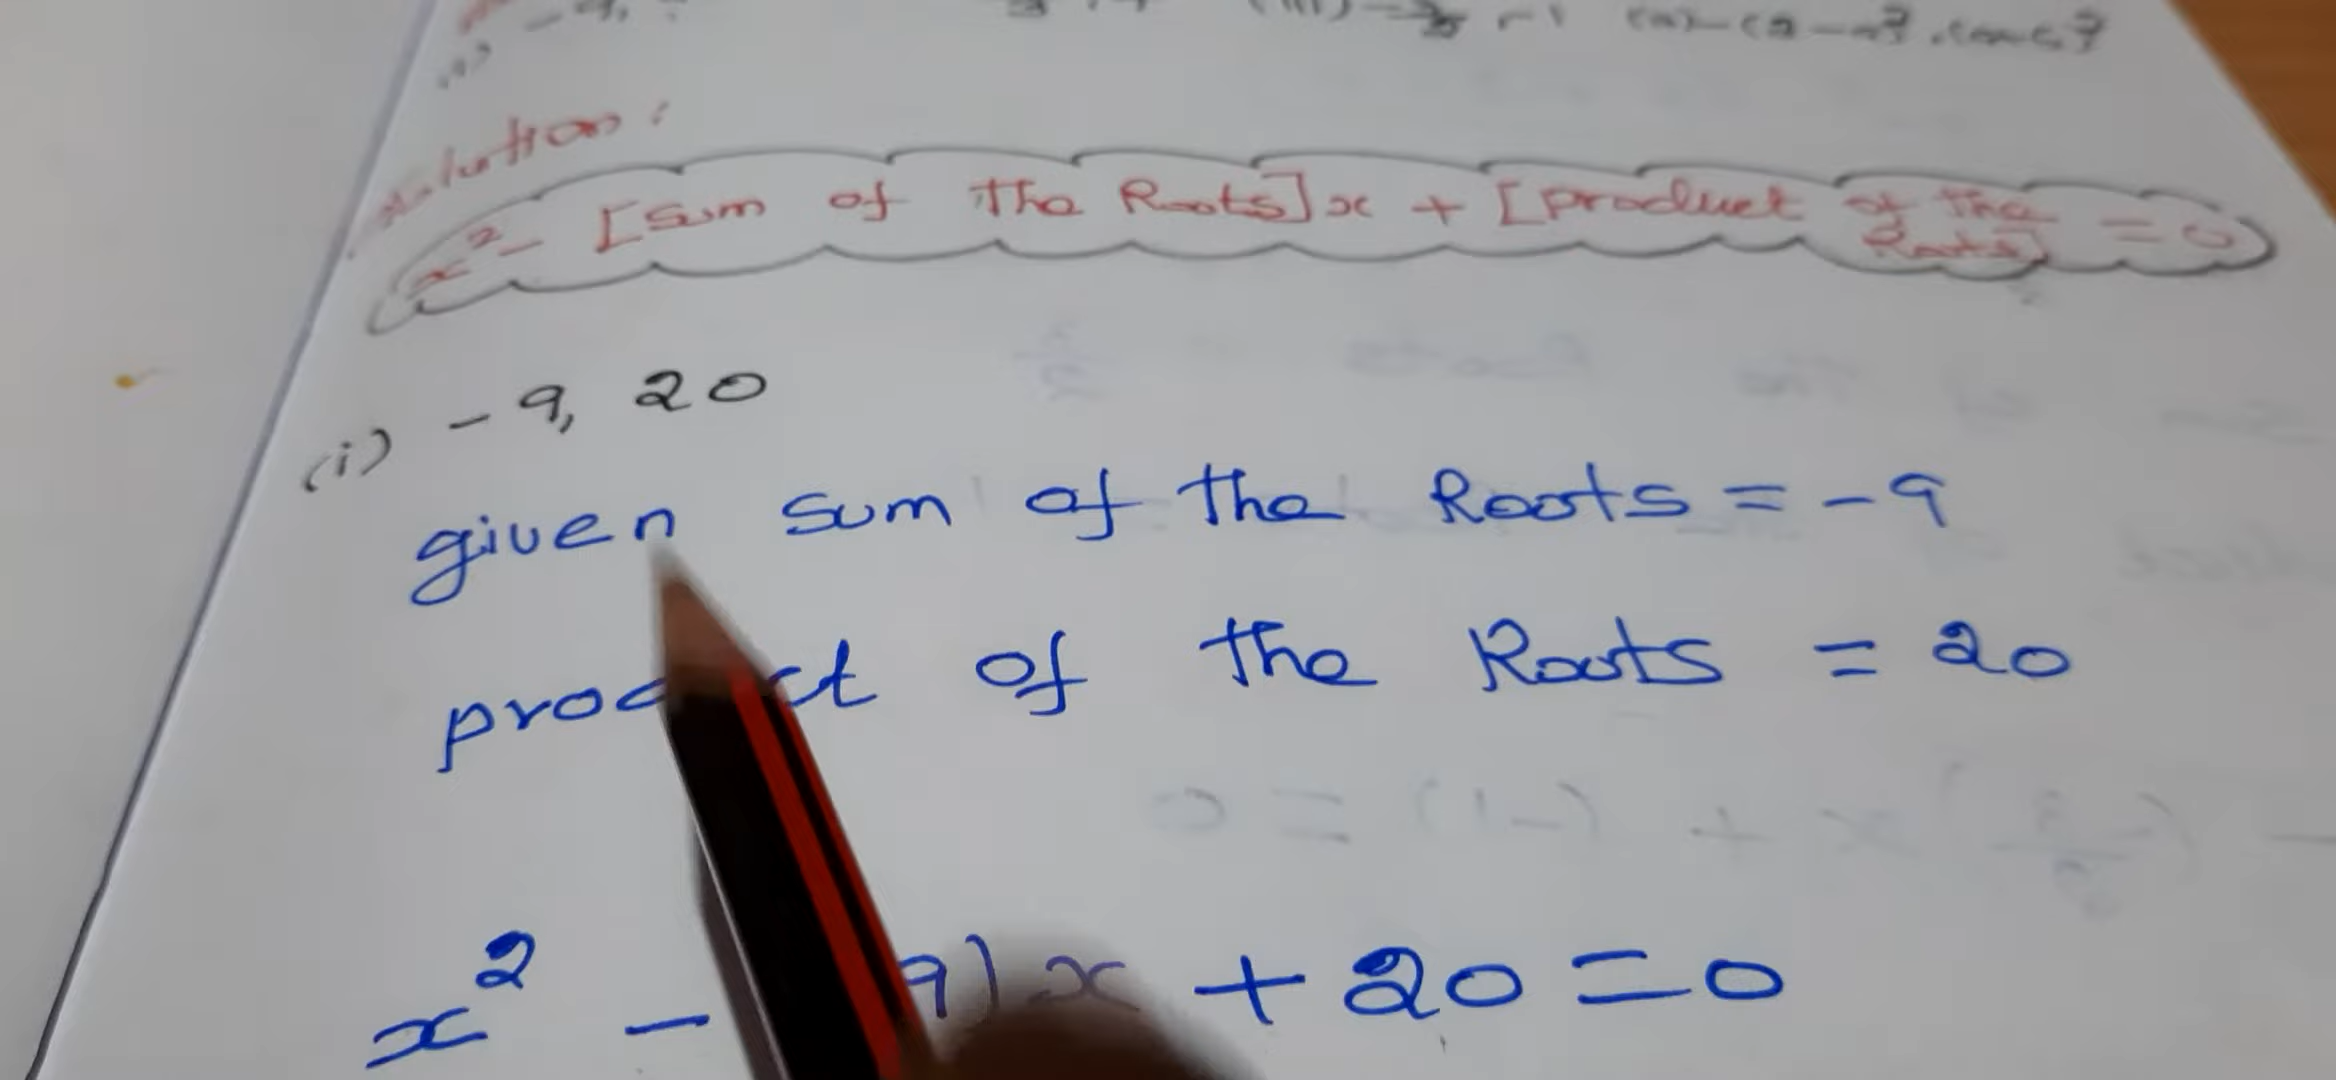 Solution:
x² - [Sum of The Roots]x + [product of the Roots] = 0
(i) -9, 20
given sum of the Roots = -9
product of the Roots = 20
x² - 9)x + 20 = 0